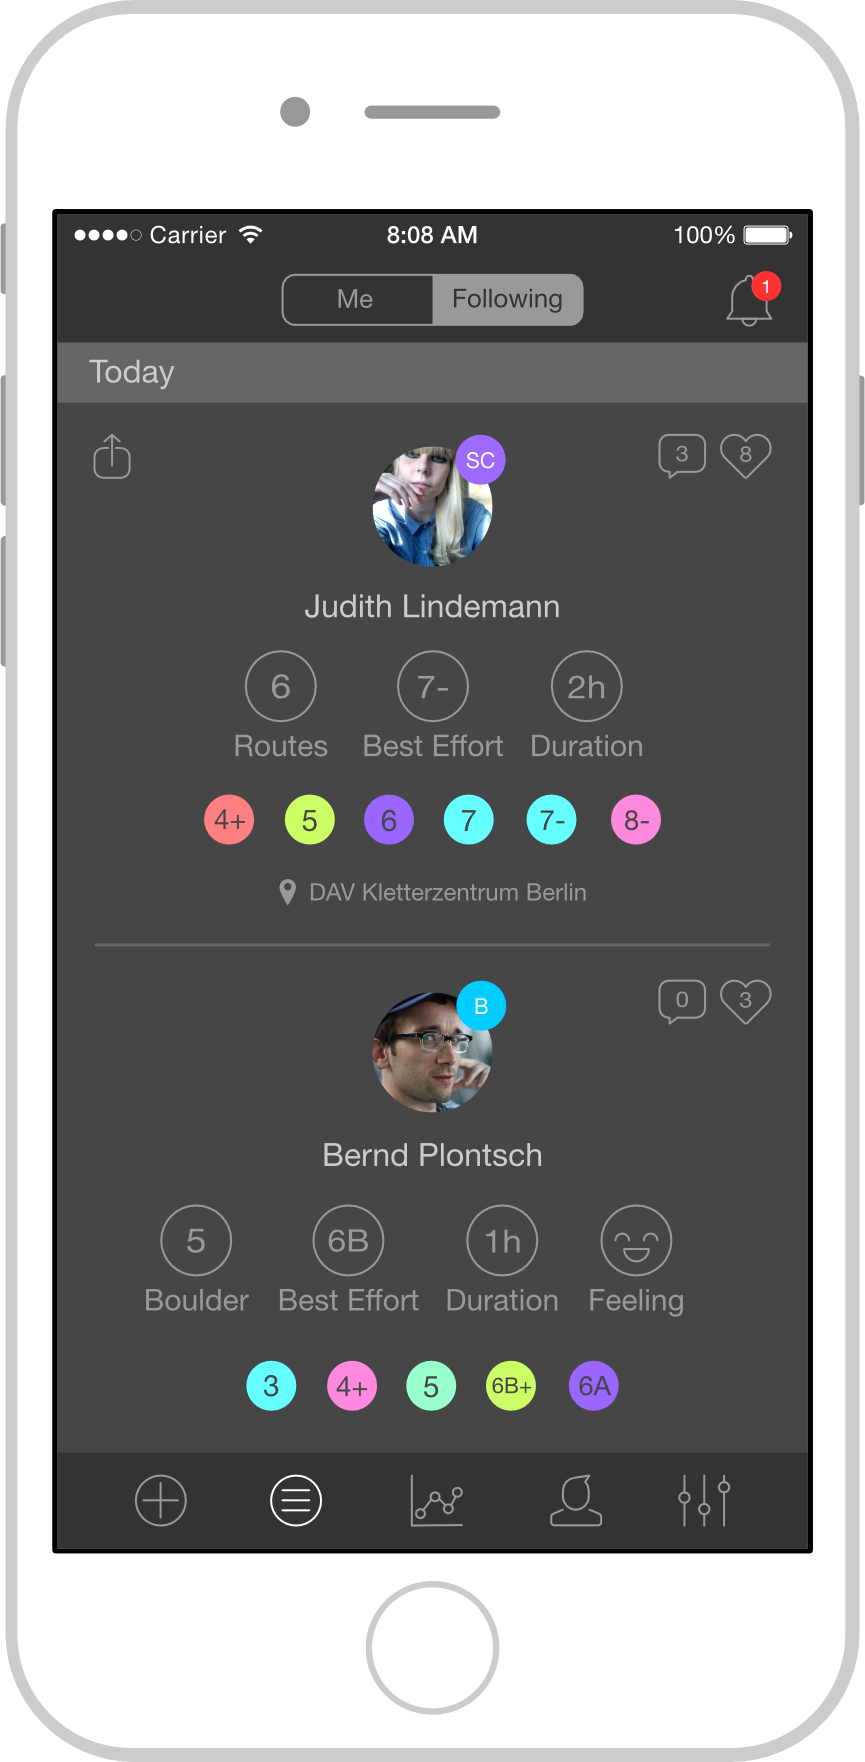 Carrier 8:08 AM 100%
Me Following 1
Today
SC 3 8
Judith Lindemann
6 7- 2h
Routes Best Effort Duration
4+ 5 6 7 7- 8-
DAV Kletterzentrum Berlin
B 0 3
Bernd Plontsch
5 6B 1h
Boulder Best Effort Duration Feeling
3 4+ 5 6B+ 6A